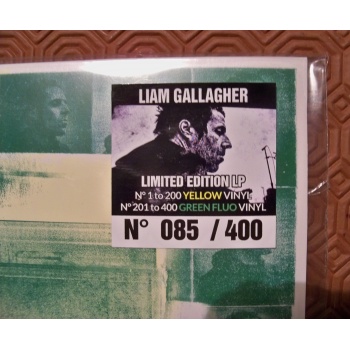 LIAM GALLAGHER
LIMITED EDITION LP
N° 1 to 200 YELLOW VINYL
N° 201 to 400 GREEN FLUO VINYL
N° 085 / 400